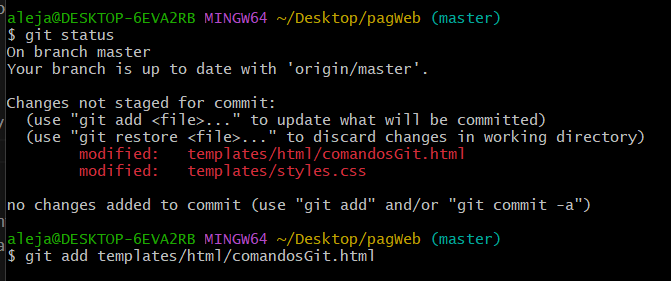 aleja@DESKTOP-6EVA2RB MINGW64 ~/Desktop/pagWeb (master)
$ git status
On branch master
Your branch is up to date with 'origin/master'.

Changes not staged for commit:
  (use "git add <file>..." to update what will be committed)
  (use "git restore <file>..." to discard changes in working directory)
        modified:   templates/html/comandosGit.html
        modified:   templates/styles.css

no changes added to commit (use "git add" and/or "git commit -a")

aleja@DESKTOP-6EVA2RB MINGW64 ~/Desktop/pagWeb (master)
$ git add templates/html/comandosGit.html